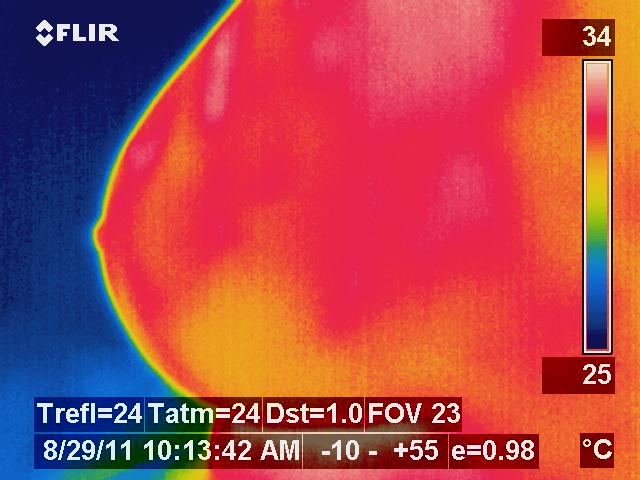 FLIR
34
25
Trefl=24 Tatm=24 Dst=1.0 FOV 23
8/29/11 10:13:42 AM -10 - +55 e=0.98 °C